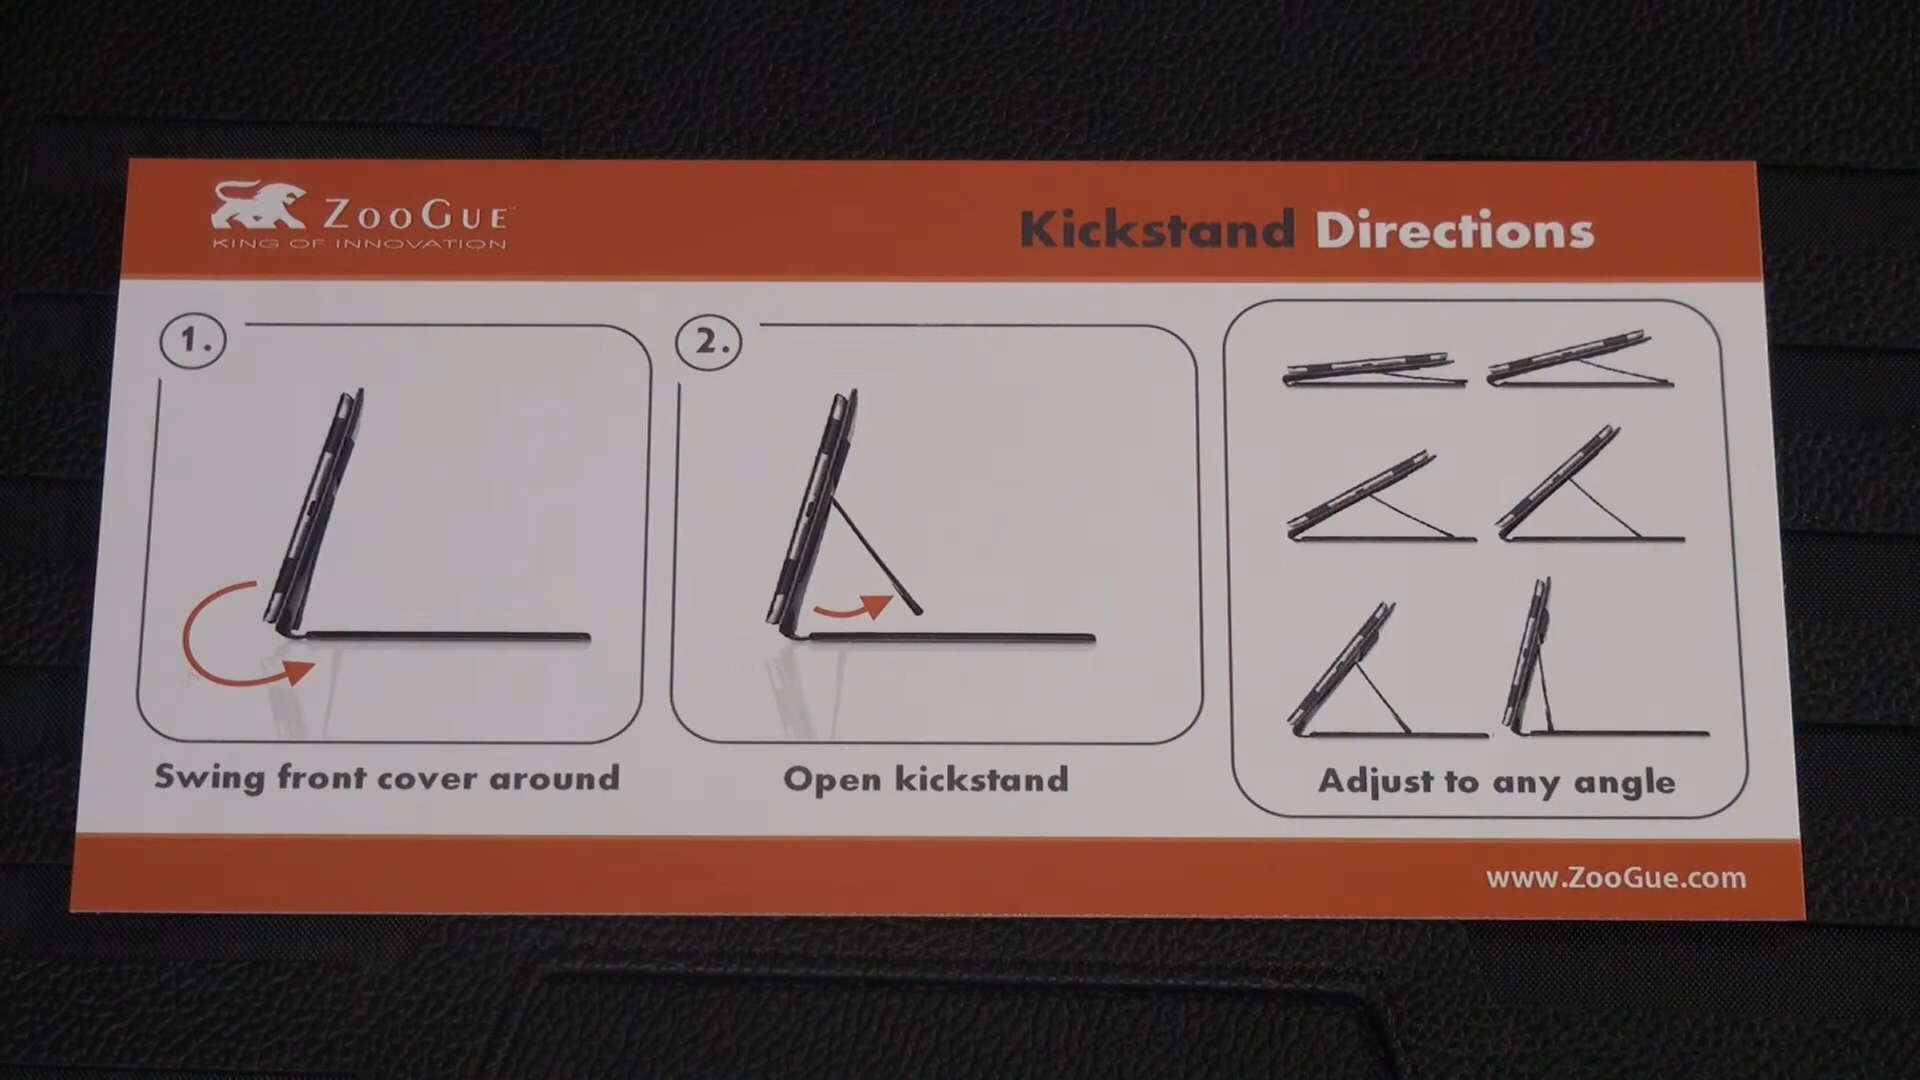 ZooGue
KING OF INNOVATION
Kickstand Directions
1.
2.
Swing front cover around
Open kickstand
Adjust to any angle
www.ZooGue.com